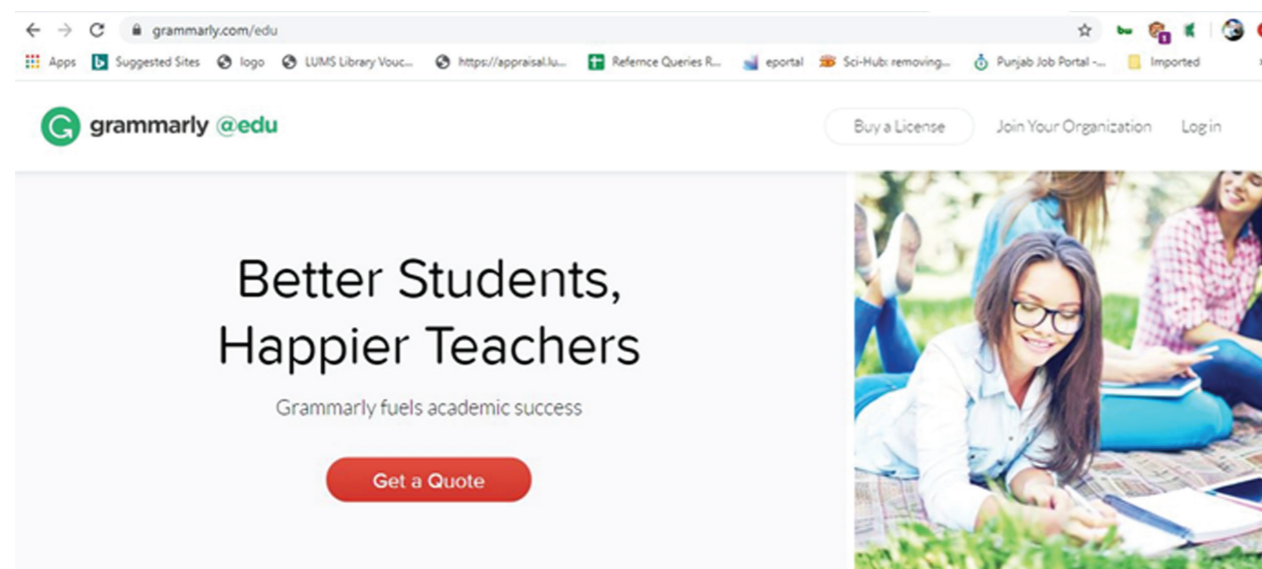 grammarly.com/edu
Apps Suggested Sites logo LUMS Library Vouc... https://appraisal.lu... Refernce Queries R... eportal Sci-Hub: removing... Punjab Job Portal -... Imported
grammarly @edu Buy a License Join Your Organization Log in
Better Students,
Happier Teachers
Grammarly fuels academic success
Get a Quote